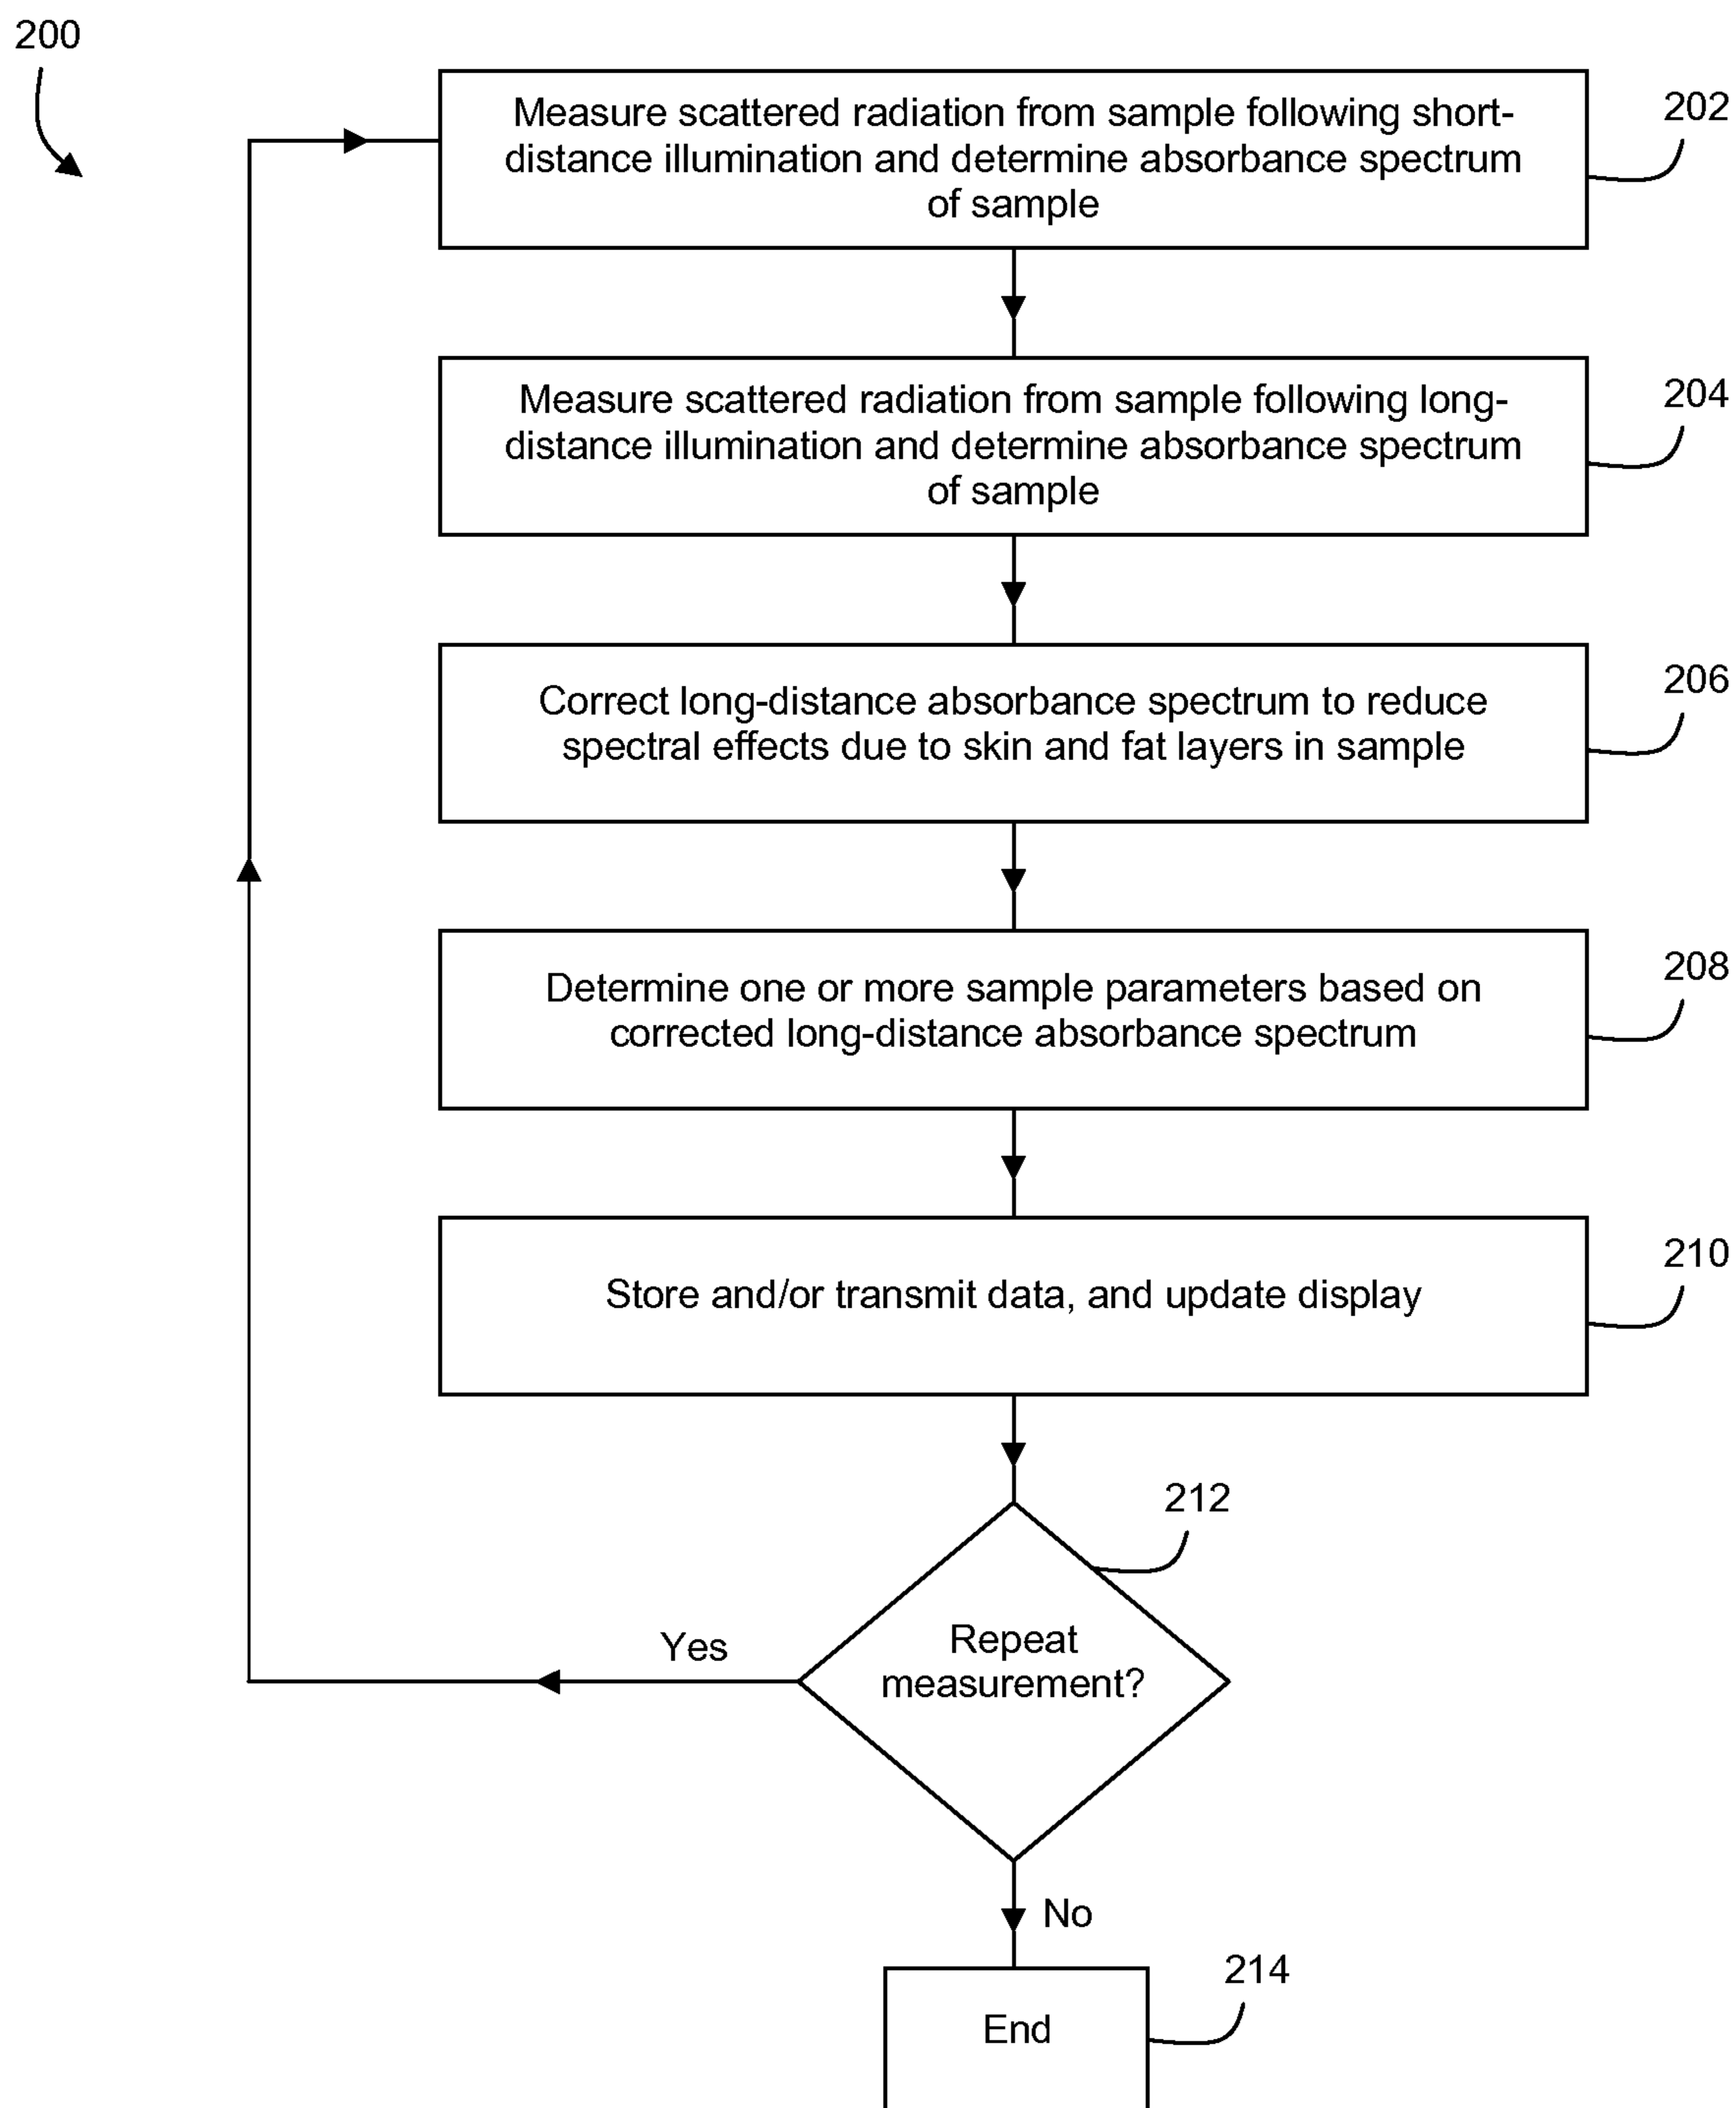 200
202
Measure scattered radiation from sample following short-
distance illumination and determine absorbance spectrum
of sample
204
Measure scattered radiation from sample following long-
distance illumination and determine absorbance spectrum
of sample
206
Correct long-distance absorbance spectrum to reduce
spectral effects due to skin and fat layers in sample
208
Determine one or more sample parameters based on
corrected long-distance absorbance spectrum
210
Store and/or transmit data, and update display
212
Repeat
measurement?
Yes
No
214
End